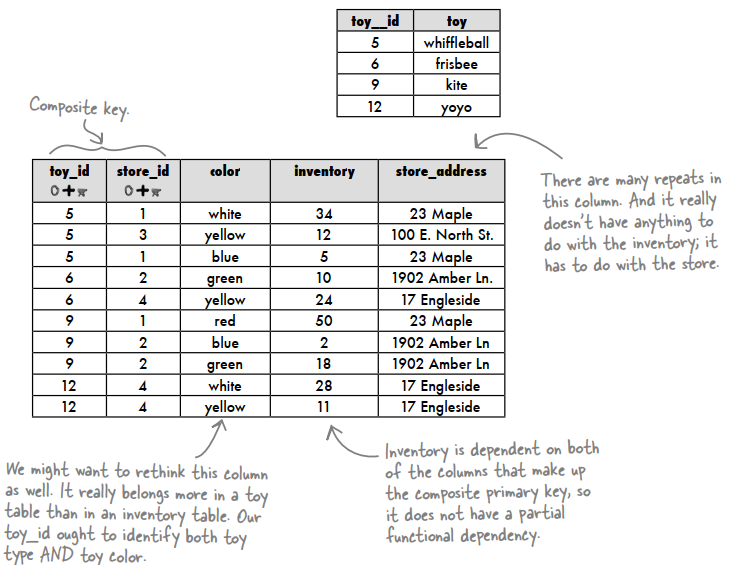 toy__id toy
5 whiffleball
6 frisbee
9 kite
12 yoyo
Composite key.
toy_id store_id color inventory store_address
5 1 white 34 23 Maple
5 3 yellow 12 100 E. North St.
5 1 blue 5 23 Maple
6 2 green 10 1902 Amber Ln.
6 4 yellow 24 17 Engleside
9 1 red 50 23 Maple
9 2 blue 2 1902 Amber Ln
9 2 green 18 1902 Amber Ln
12 4 white 28 17 Engleside
12 4 yellow 11 17 Engleside
There are many repeats in
this column. And it really
doesn't have anything to
do with the inventory; it
has to do with the store.
We might want to rethink this column
as well. It really belongs more in a toy
table than in an inventory table. Our
toy_id ought to identify both toy
type AND toy color.
Inventory is dependent on both
of the columns that make up
the composite primary key, so
it does not have a partial
functional dependency.